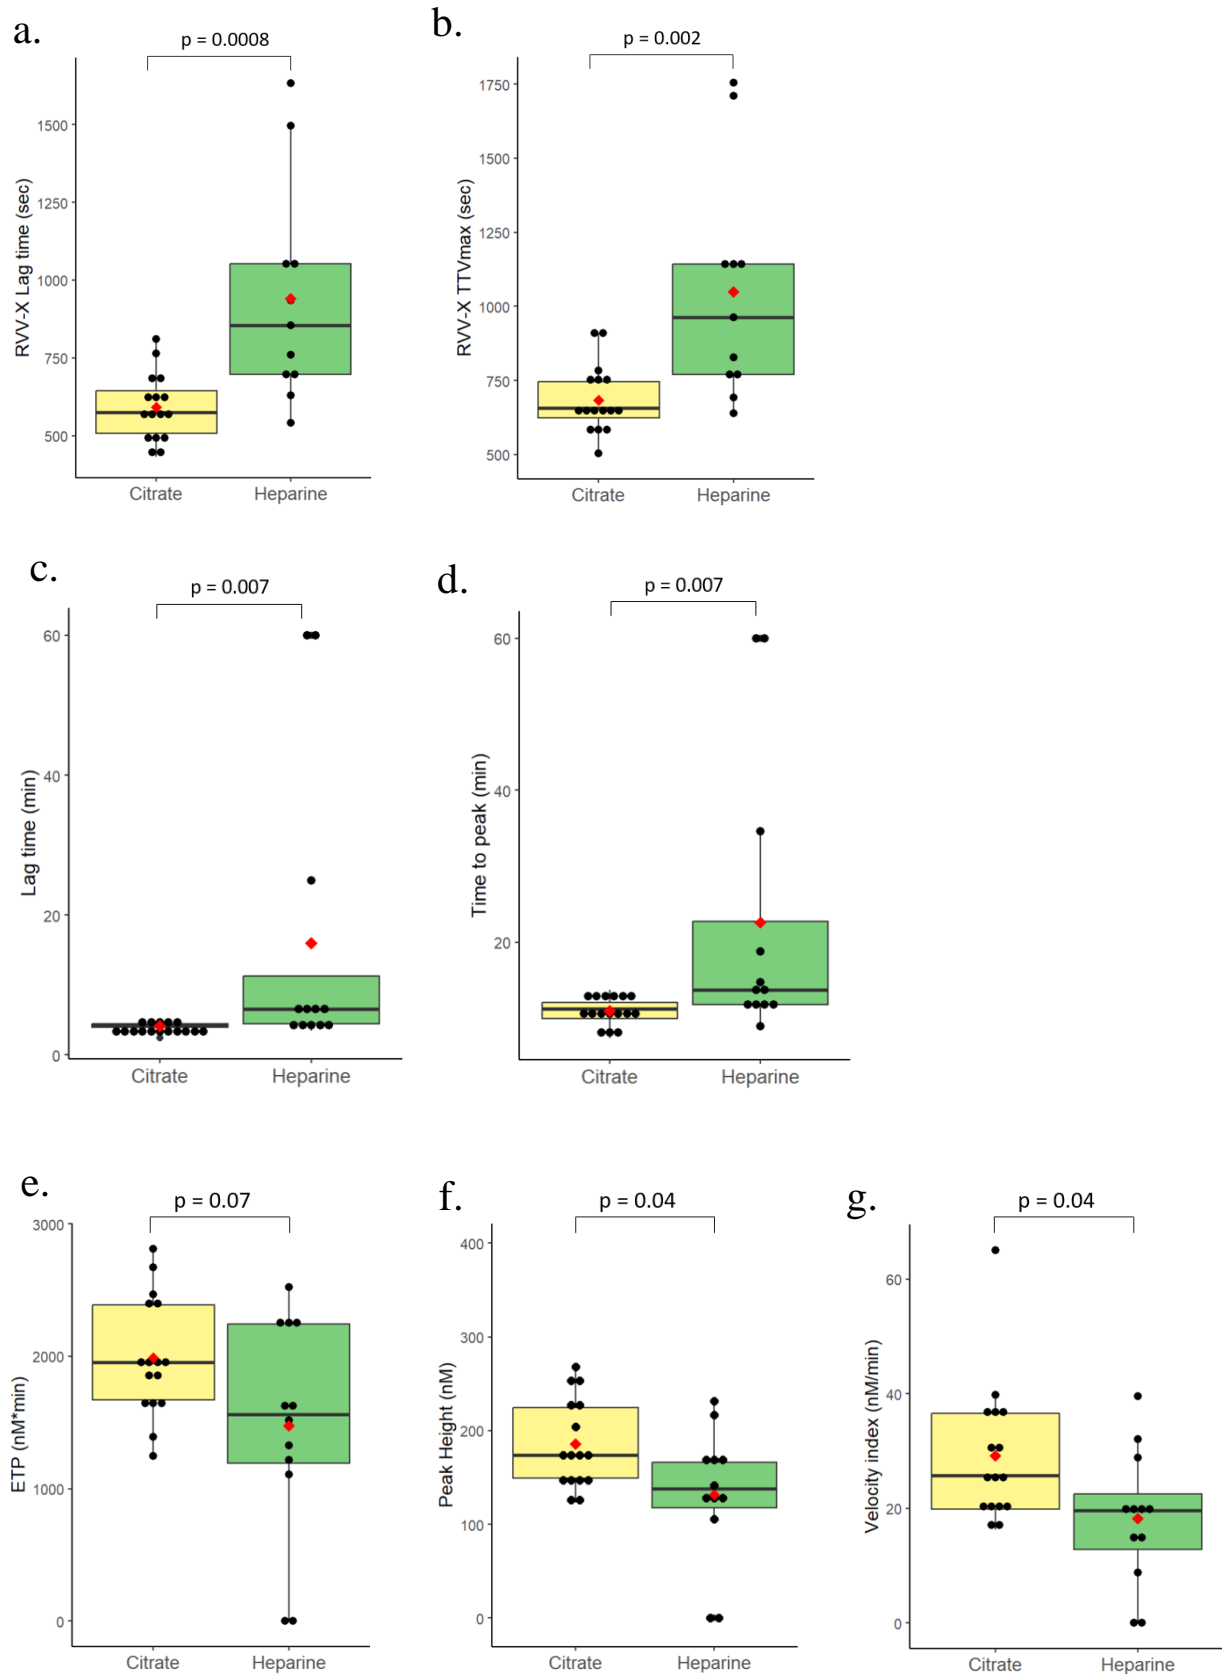 a.
p = 0.0008
RVV-X Lag time (sec)
1500
1250
1000
750
500
Citrate
Heparine
b.
p = 0.002
RVV-X TTVmax (sec)
1750
1500
1250
1000
750
500
Citrate
Heparine
c.
p = 0.007
Lag time (min)
60
40
20
0
Citrate
Heparine
d.
p = 0.007
Time to peak (min)
60
40
20
Citrate
Heparine
e.
p = 0.07
ETP (nM*min)
3000
2000
1000
0
Citrate
Heparine
f.
p = 0.04
Peak Height (nM)
400
300
200
100
0
Citrate
Heparine
g.
p = 0.04
Velocity index (nM/min)
60
40
20
0
Citrate
Heparine